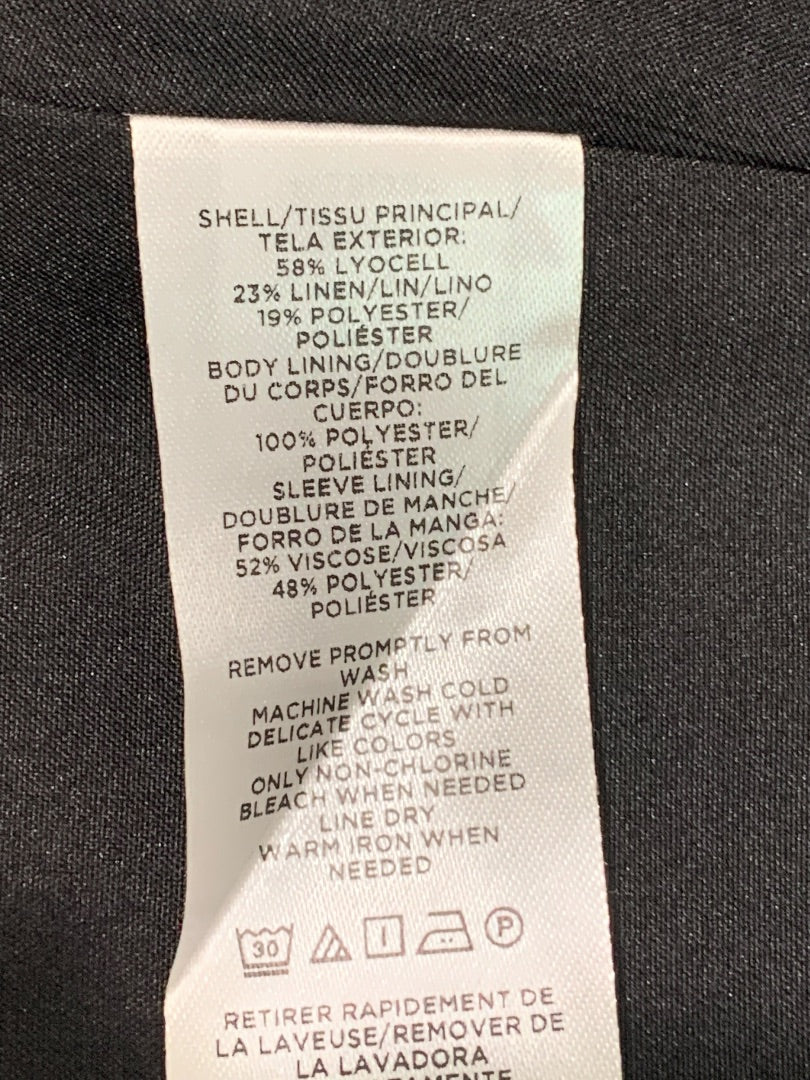 SHELL/TISSU PRINCIPAL/
TELA EXTERIOR:
58% LYOCELL
23% LINEN/LIN/LINO
19% POLYESTER/
POLIÉSTER
BODY LINING/DOUBLURE
DU CORPS/FORRO DEL
CUERPO:
100% POLYESTER/
POLIÉSTER
SLEEVE LINING/
DOUBLURE DE MANCHE/
FORRO DE LA MANGA:
52% VISCOSE/VISCOSA
48% POLYESTER/
POLIÉSTER
REMOVE PROMPTLY FROM
WASH
MACHINE WASH COLD
DELICATE CYCLE WITH
LIKE COLORS
ONLY NON-CHLORINE
BLEACH WHEN NEEDED
LINE DRY
WARM IRON WHEN
NEEDED
30 P
RETIRER RAPIDEMENT DE
LA LAVEUSE/REMOVER DE
LA LAVADORA